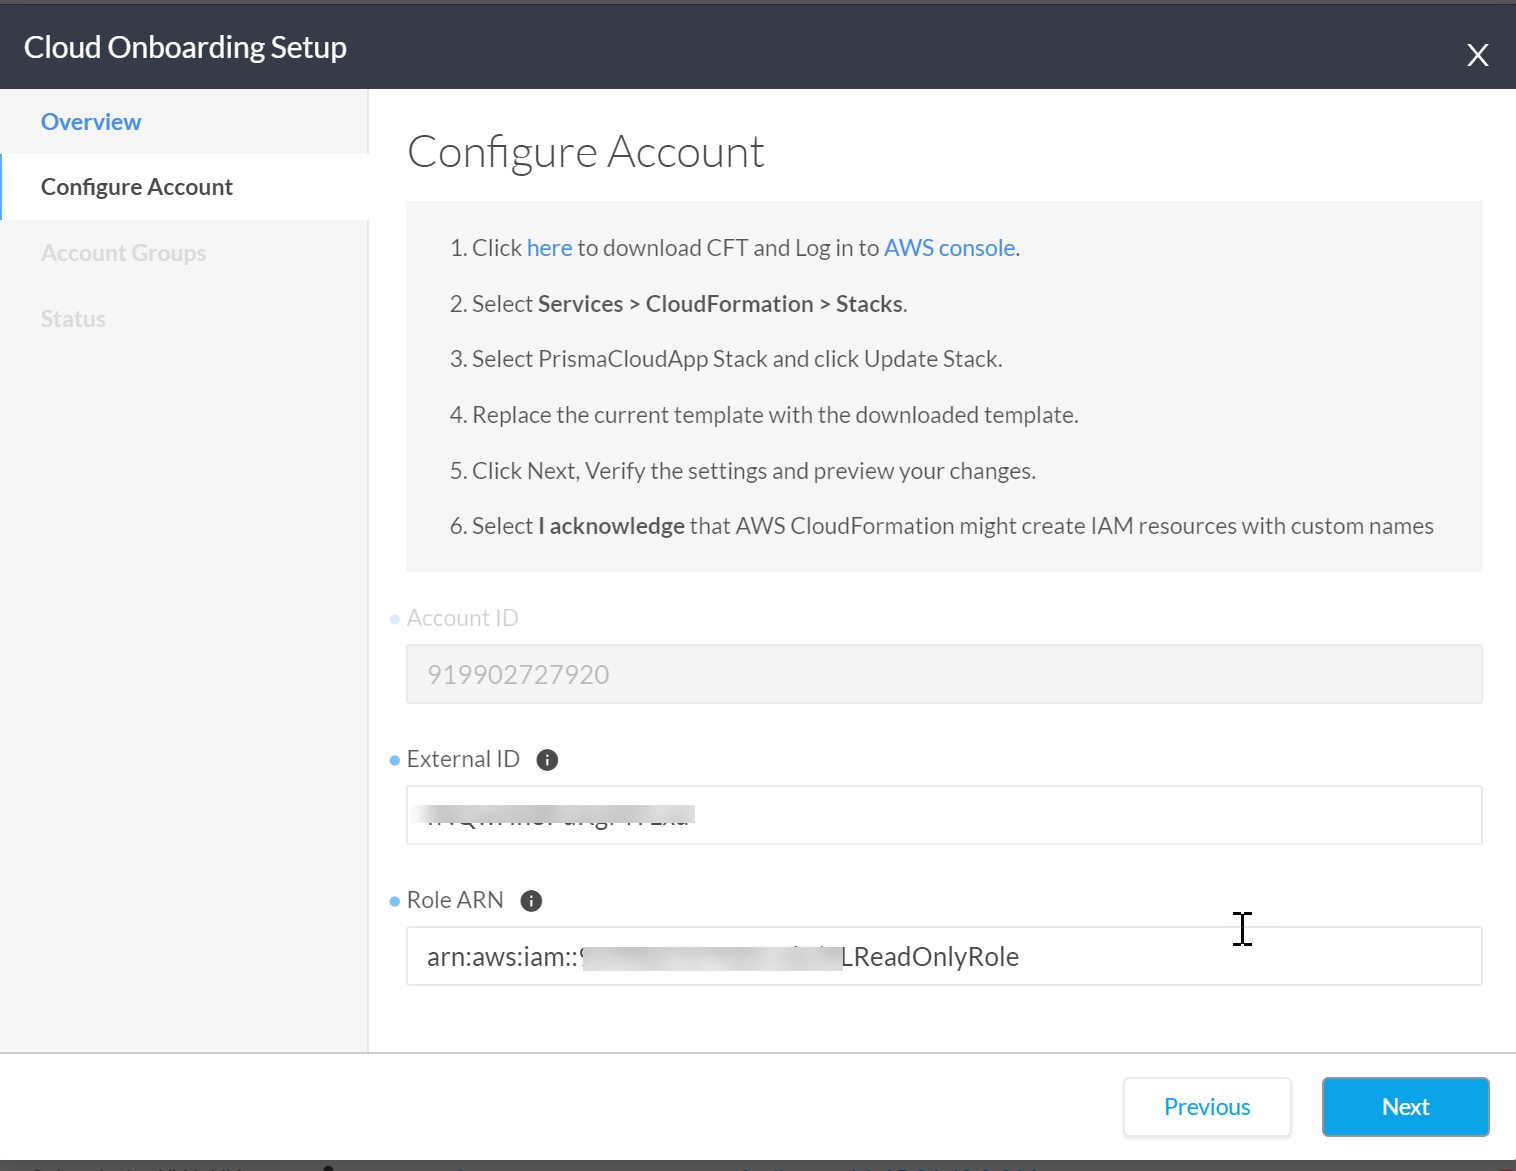 Cloud Onboarding Setup
X
Overview
Configure Account
Account Groups
Status
Configure Account
1. Click here to download CFT and Log in to AWS console.
2. Select Services > CloudFormation > Stacks.
3. Select PrismaCloudApp Stack and click Update Stack.
4. Replace the current template with the downloaded template.
5. Click Next, Verify the settings and preview your changes.
6. Select I acknowledge that AWS CloudFormation might create IAM resources with custom names
Account ID
919902727920
External ID
Role ARN
arn:aws:iam:: LReadOnlyRole
Previous
Next